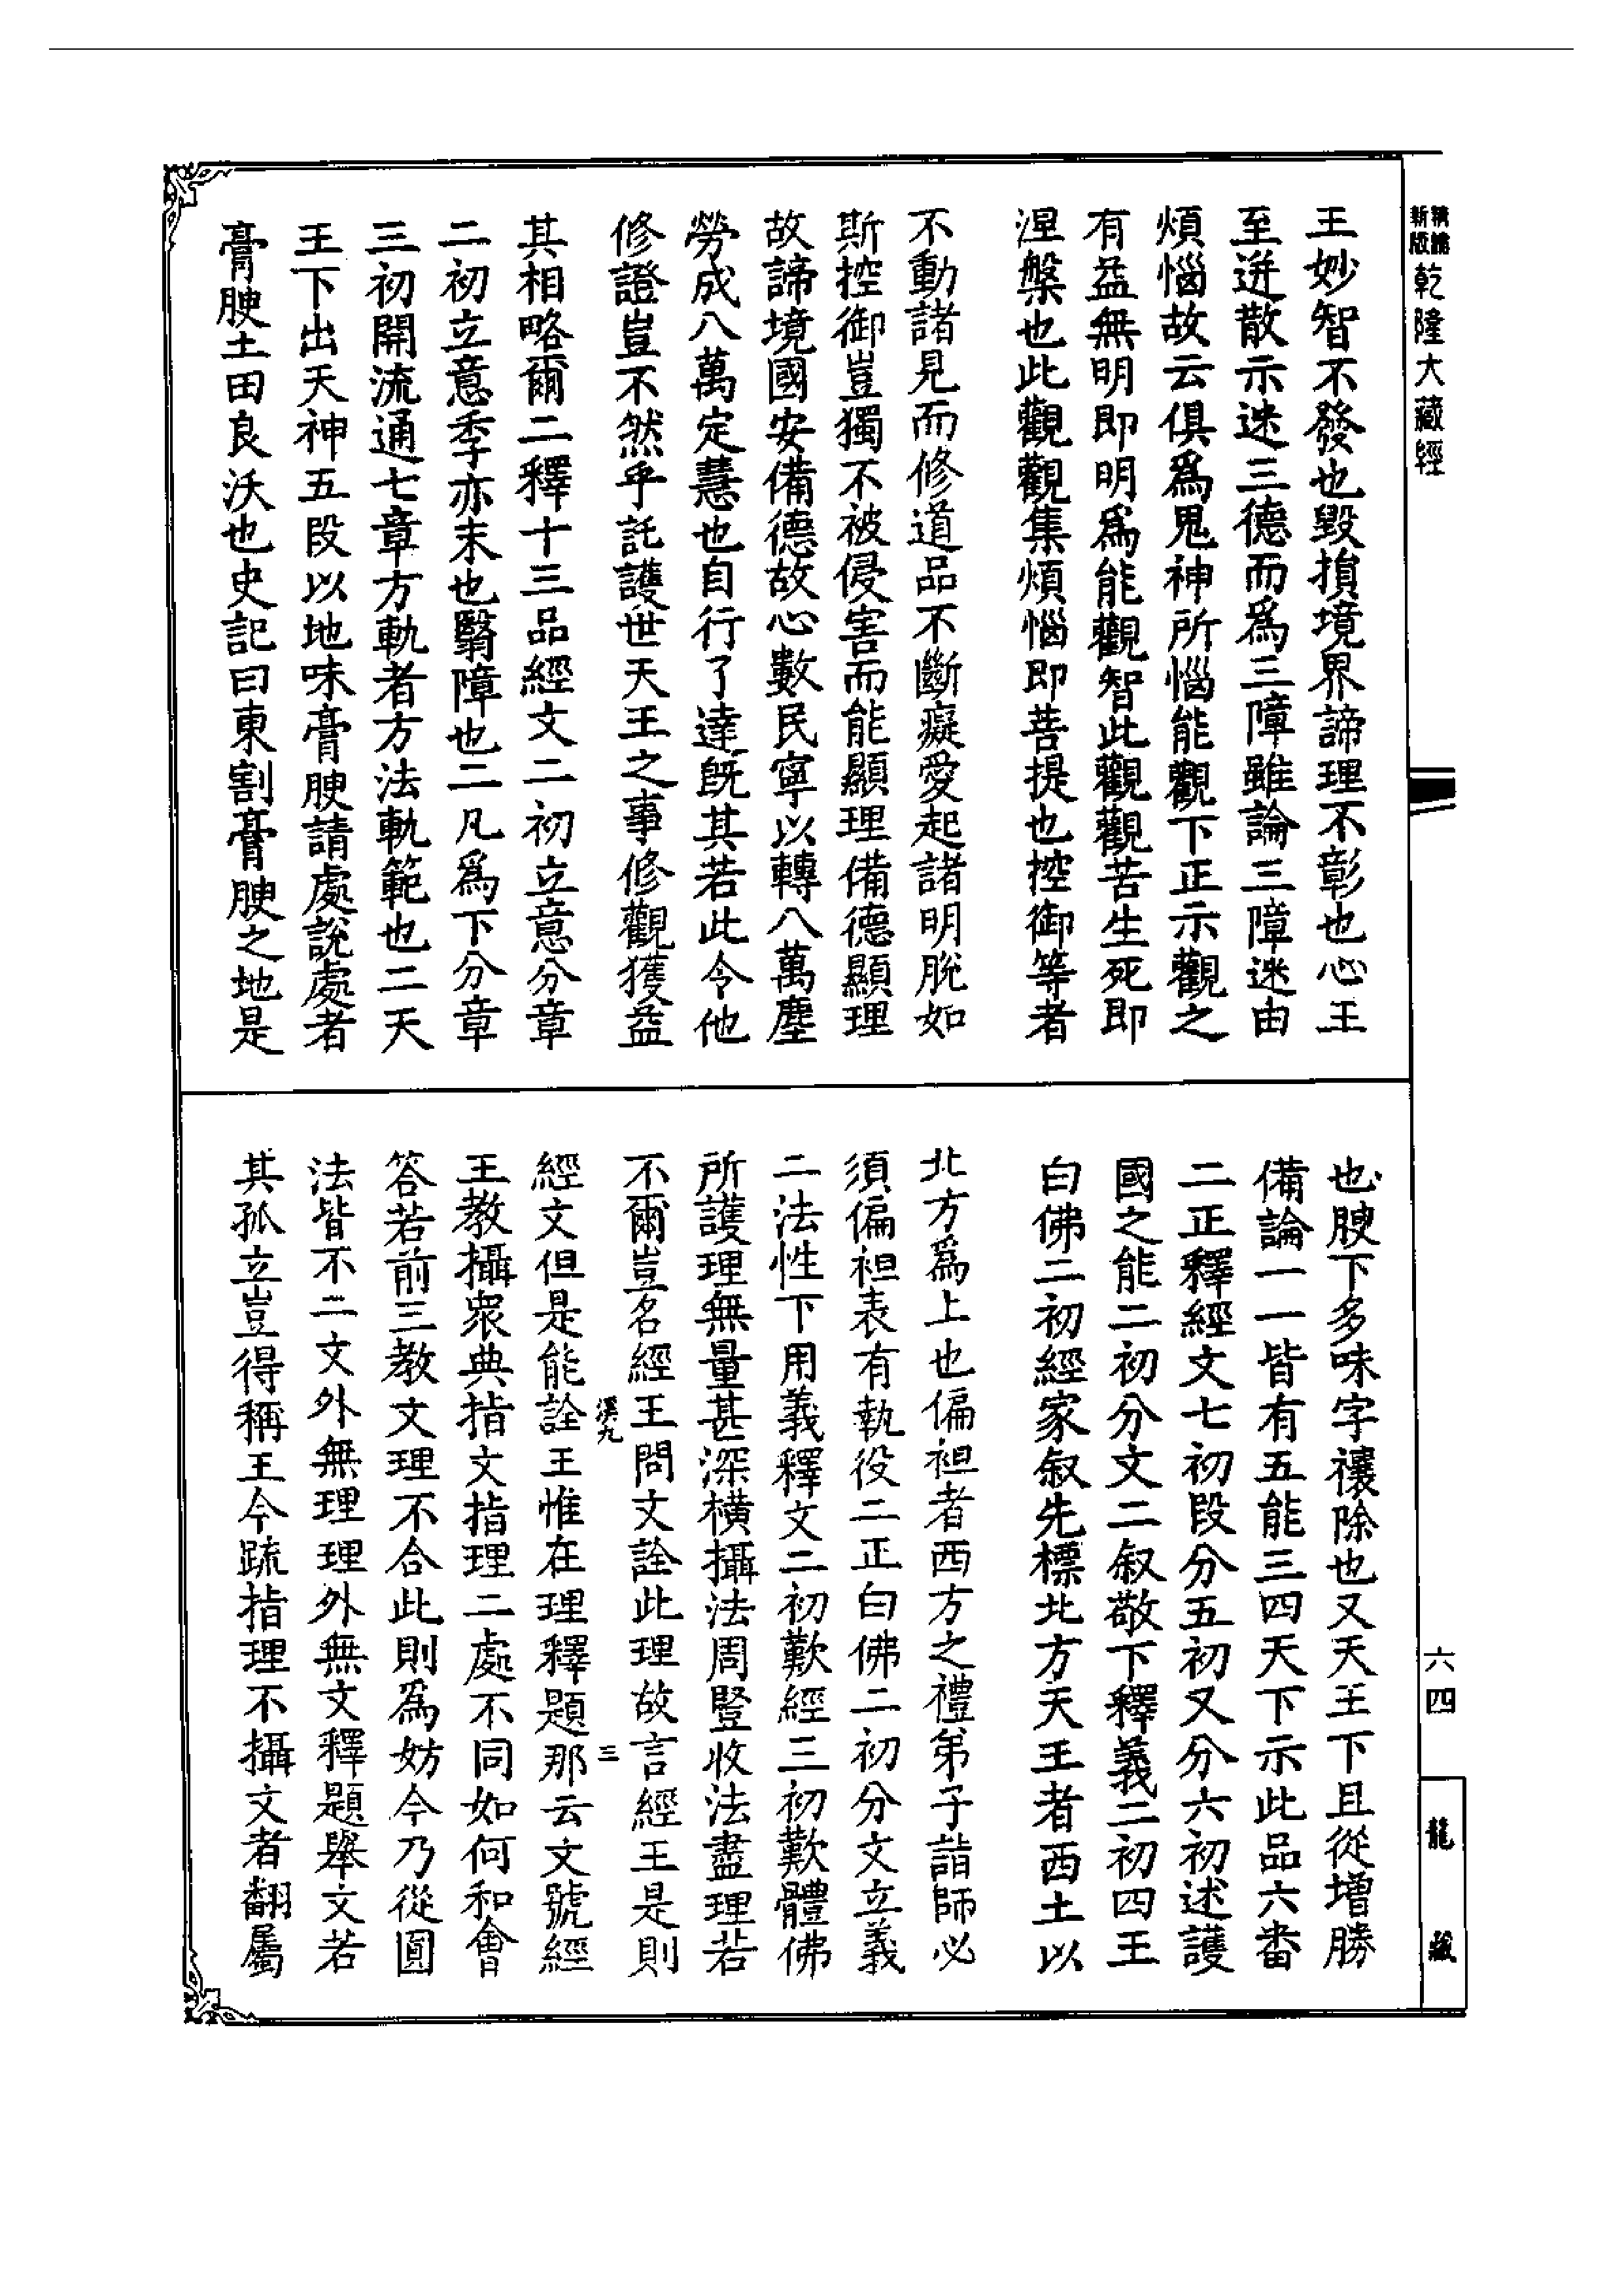 乾隆大藏經
王妙智不發也毀損境界諦理不彰也心王
至迸散示迷三德而爲三障雖論三障迷由
煩惱故云俱爲鬼神所惱能觀下正示觀之
有益無明即明爲能觀智此觀觀苦生死即
涅槃也此觀觀集煩惱即菩提也控御等者
不動諸見而修道品不斷癡愛起諸明脫如
斯控御豈獨不被侵害而能顯理備德顯理
故諦境國安備德故心數民寧以轉八萬塵
勞成八萬定慧也自行了達旣其若此令他
修證豈不然乎託護世天王之事修觀獲益
其相略爾二釋十三品經文二初立意分章
二初立意季亦末也翳障也二凡爲下分章
三初開流通七章方軌者方法軌範也二天
王下出天神五段以地味膏腴請處說處者
膏腴土田良沃也史記曰東割膏腴之地是
也腴下多味字禳除也又天王下且從增勝
備論一一皆有五能三四天下示此品六番
二正釋經文七初段分五初又分六初述護
國之能二初分文二叙敬下釋義二初四王
白佛二初經家叙先標北方天王者西土以
北方爲上也偏袒者西方之禮弟子詣師必
須偏袒表有執役二正白佛二初分文立義
二法性下用義釋文二初歎經三初歎體佛
所護理無量甚深橫攝法周豎收法盡理若
不爾豈名經王問文詮此理故言經王是則
三
經文但是能詮王惟在理釋題那云文號經
王教攝衆典指文指理二處不同如何和會
答若前三教文理不合此則爲妨今乃從圓
法皆不二文外無理理外無文釋題舉文若
其孤立豈得稱王今疏指理不攝文者翻屬
六四
龍藏